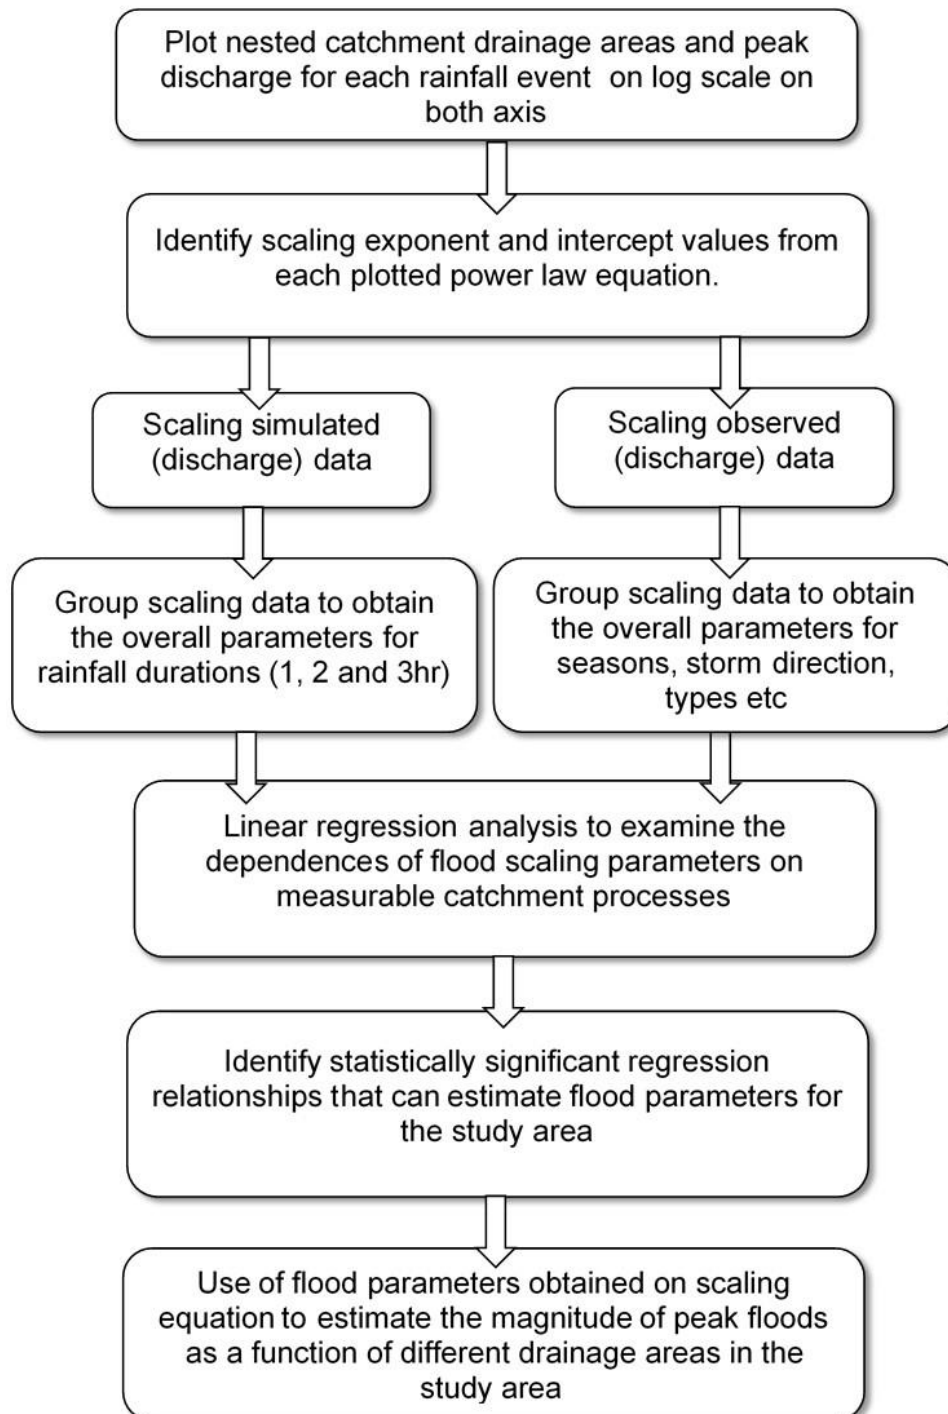 Plot nested catchment drainage areas and peak
discharge for each rainfall event on log scale on
both axis
Identify scaling exponent and intercept values from
each plotted power law equation.
Scaling simulated
(discharge) data
Scaling observed
(discharge) data
Group scaling data to obtain
the overall parameters for
rainfall durations (1, 2 and 3hr)
Group scaling data to obtain
the overall parameters for
seasons, storm direction,
types etc
Linear regression analysis to examine the
dependences of flood scaling parameters on
measurable catchment processes
Identify statistically significant regression
relationships that can estimate flood parameters for
the study area
Use of flood parameters obtained on scaling
equation to estimate the magnitude of peak floods
as a function of different drainage areas in the
study area